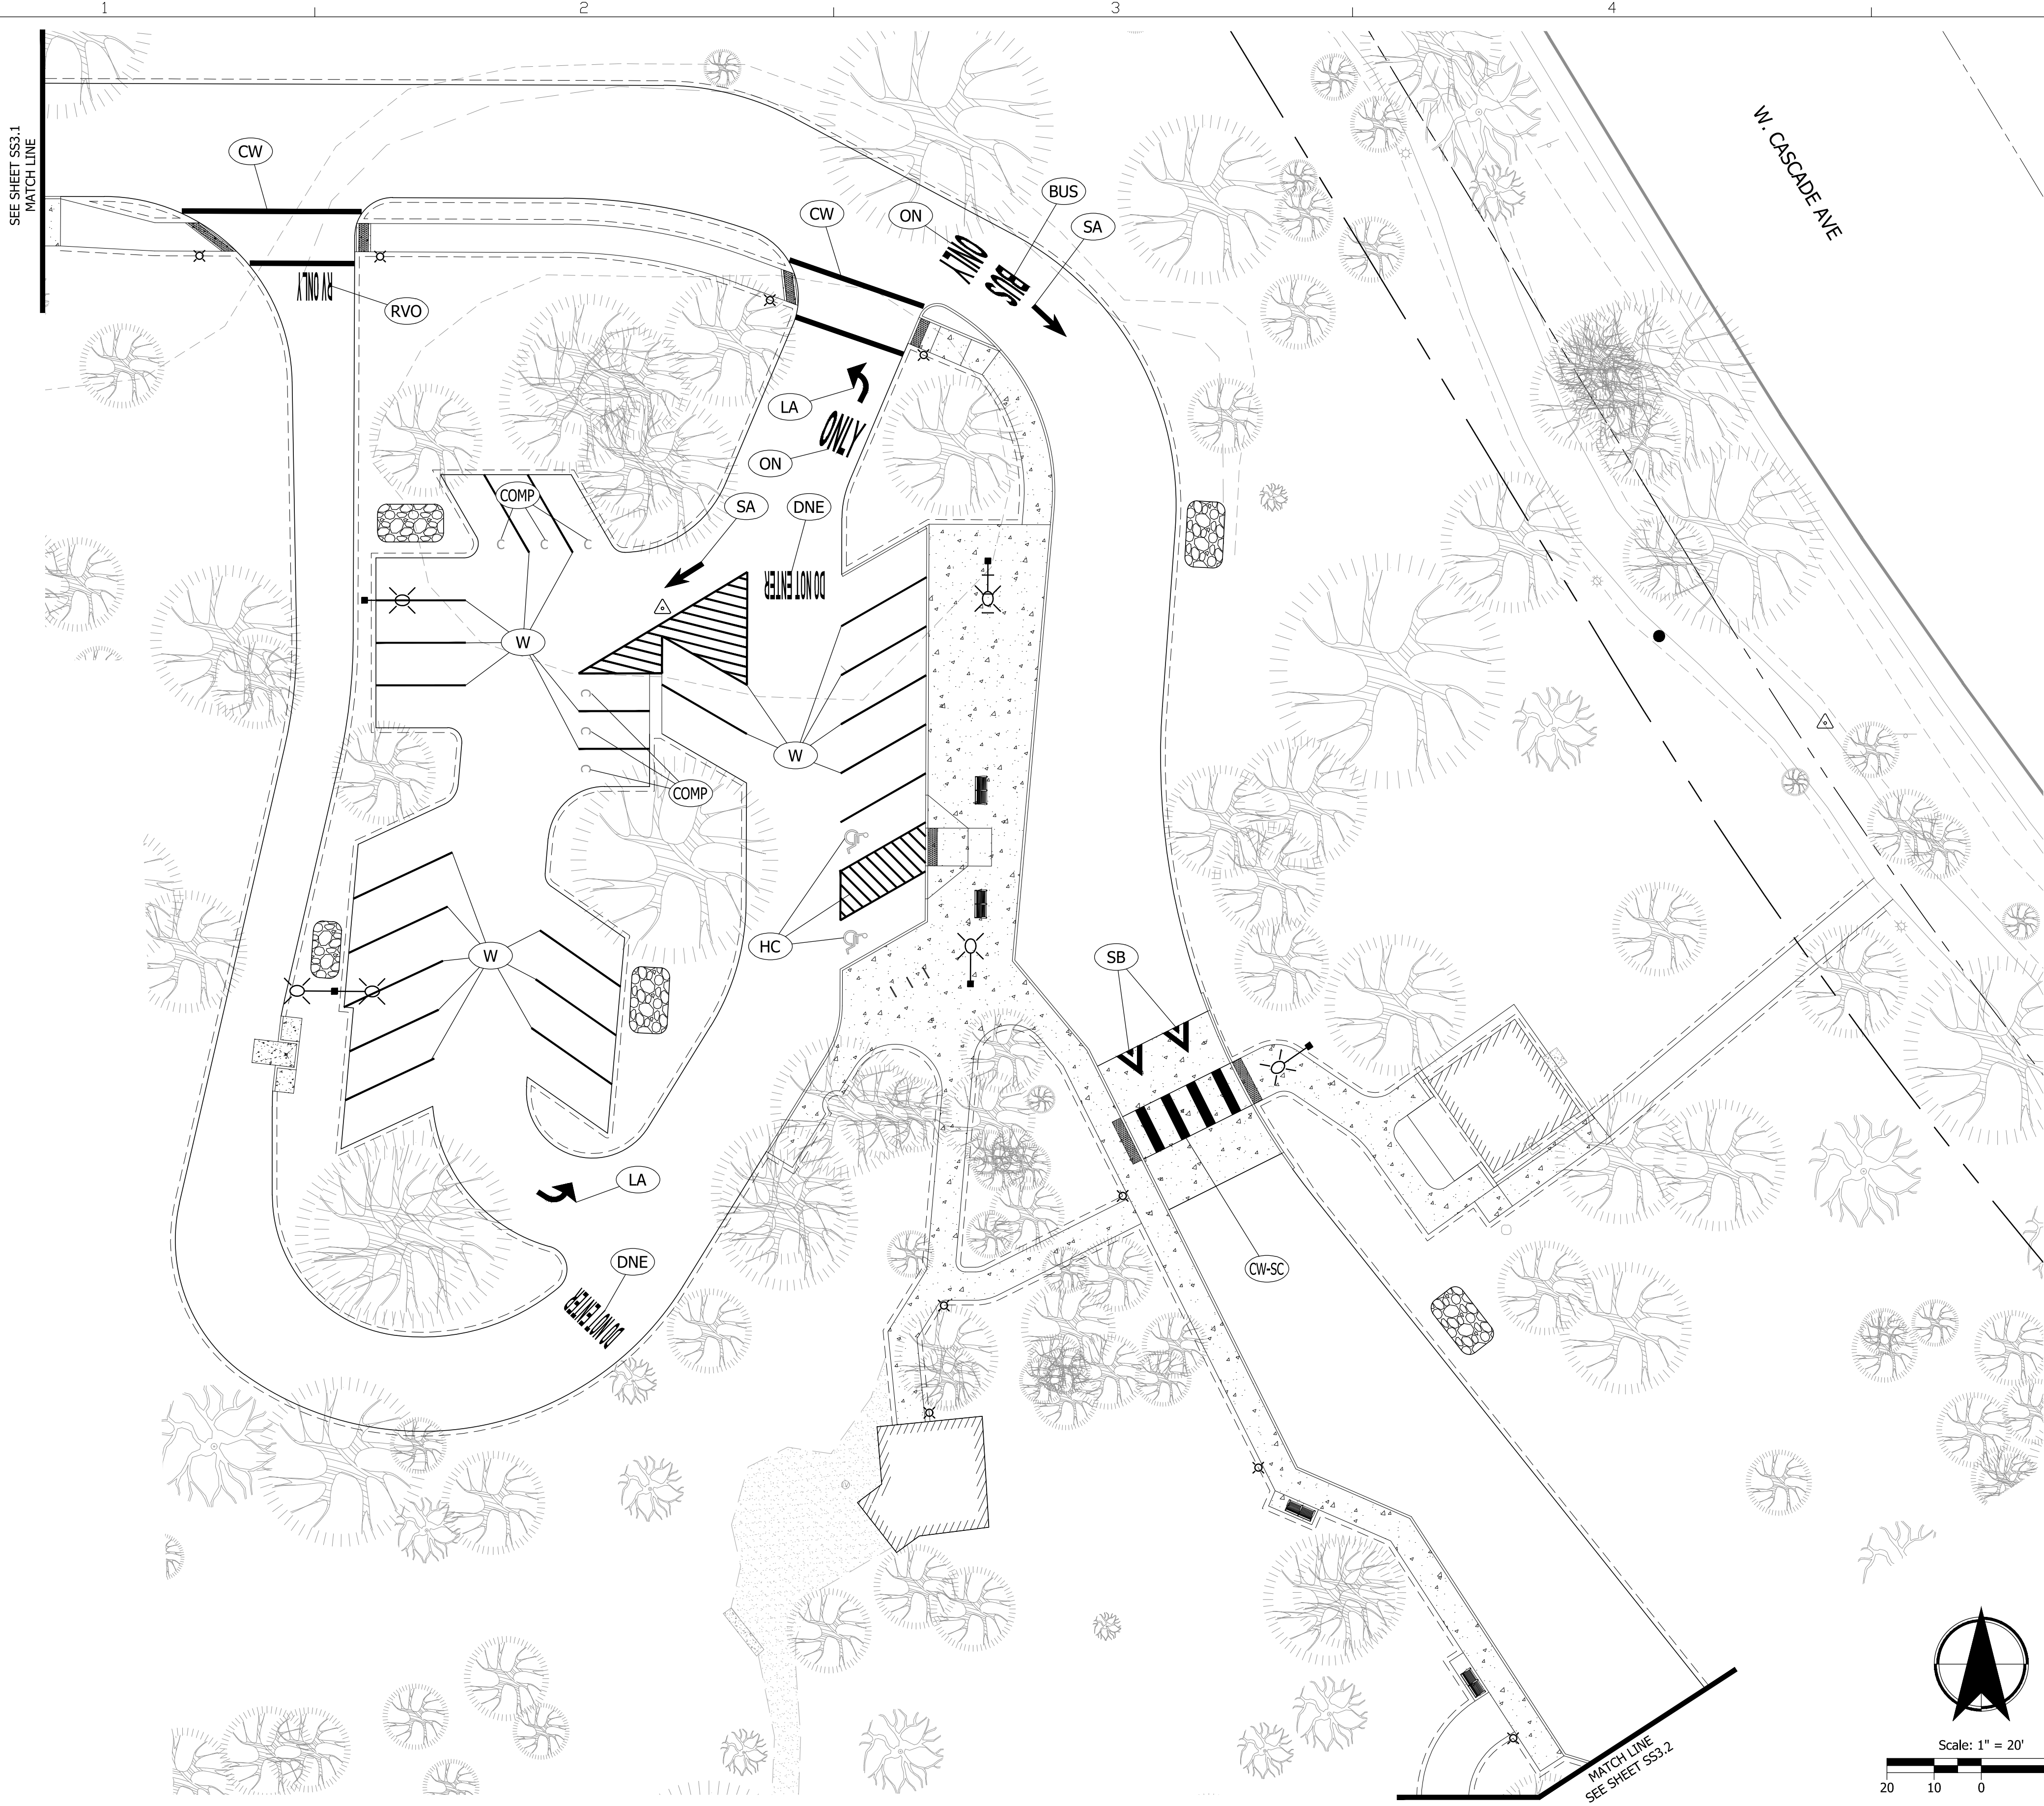 1
2
3
4
SEE SHEET SS3.1
MATCH LINE
W. CASCADE AVE
CW
BUS
CW
ON
SA
ONLY
BUS
RV ONLY
RVO
LA
ONLY
ON
COMP
SA
DNE
C
C
C
DO NOT ENTER
W
C
C
W
C
COMP
HC
W
SB
LA
DNE
CW-SC
DO NOT ENTER
MATCH LINE
SEE SHEET SS3.2
Scale: 1" = 20'
20
10
0